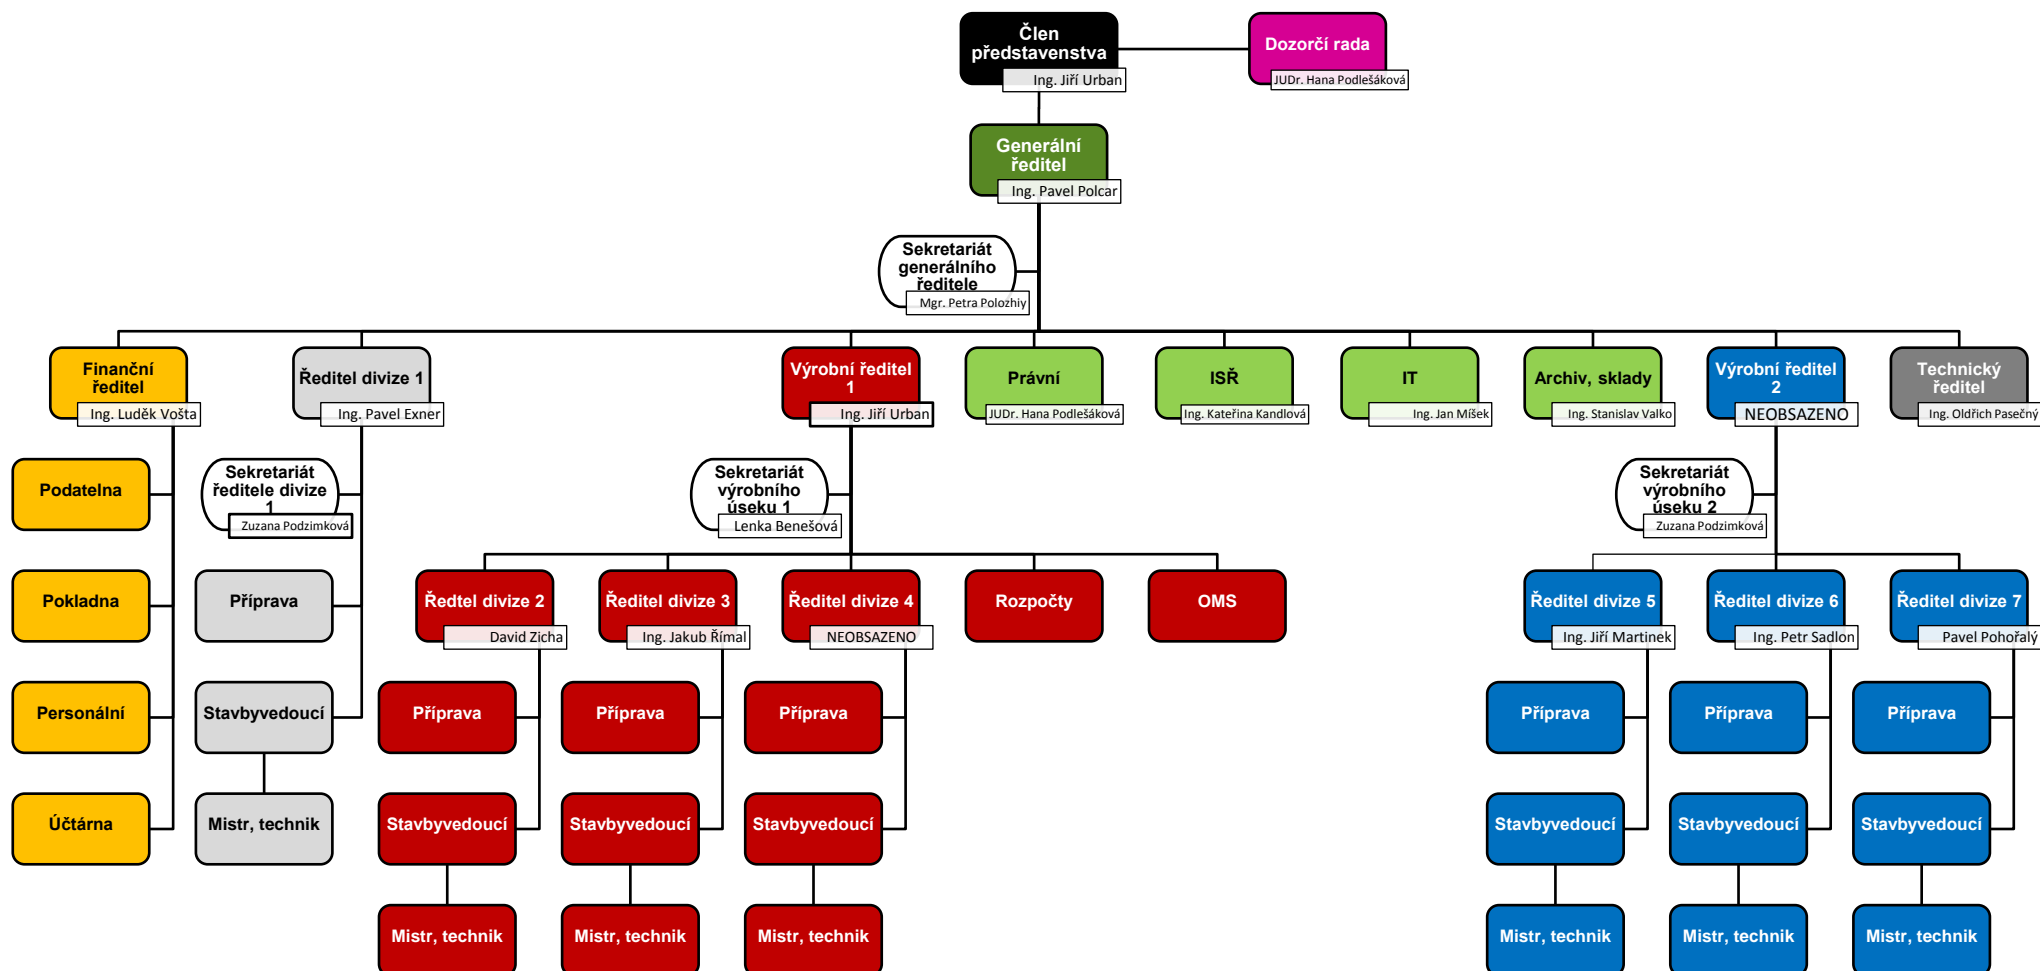 Člen
představenstva
Ing. Jiří Urban
Dozorčí rada
JUDr. Hana Podlešáková
Generální
ředitel
Ing. Pavel Polcar
Sekretariát
generálního
ředitele
Mgr. Petra Polozhiy
Finanční
ředitel
Ing. Luděk Vošta
Ředitel divize 1
Ing. Pavel Exner
Výrobní ředitel
1
Ing. Jiří Urban
Právní
JUDr. Hana Podlešáková
ISŘ
Ing. Kateřina Kandlová
IT
Ing. Jan Míšek
Archiv, sklady
Ing. Stanislav Valko
Výrobní ředitel
2
NEOBSAZENO
Technický
ředitel
Ing. Oldřich Pasečný
Podatelna
Sekretariát
ředitele divize
1
Zuzana Podzimková
Sekretariát
výrobního
úseku 1
Lenka Benešová
Sekretariát
výrobního
úseku 2
Zuzana Podzimková
Pokladna
Příprava
Ředtel divize 2
David Zicha
Ředitel divize 3
Ing. Jakub Římal
Ředitel divize 4
NEOBSAZENO
Rozpočty
OMS
Ředitel divize 5
Ing. Jiří Martinek
Ředitel divize 6
Ing. Petr Sadlon
Ředitel divize 7
Pavel Pohořalý
Personální
Stavbyvedoucí
Příprava
Příprava
Příprava
Příprava
Příprava
Příprava
Účtárna
Mistr, technik
Stavbyvedoucí
Stavbyvedoucí
Stavbyvedoucí
Stavbyvedoucí
Stavbyvedoucí
Stavbyvedoucí
Mistr, technik
Mistr, technik
Mistr, technik
Mistr, technik
Mistr, technik
Mistr, technik